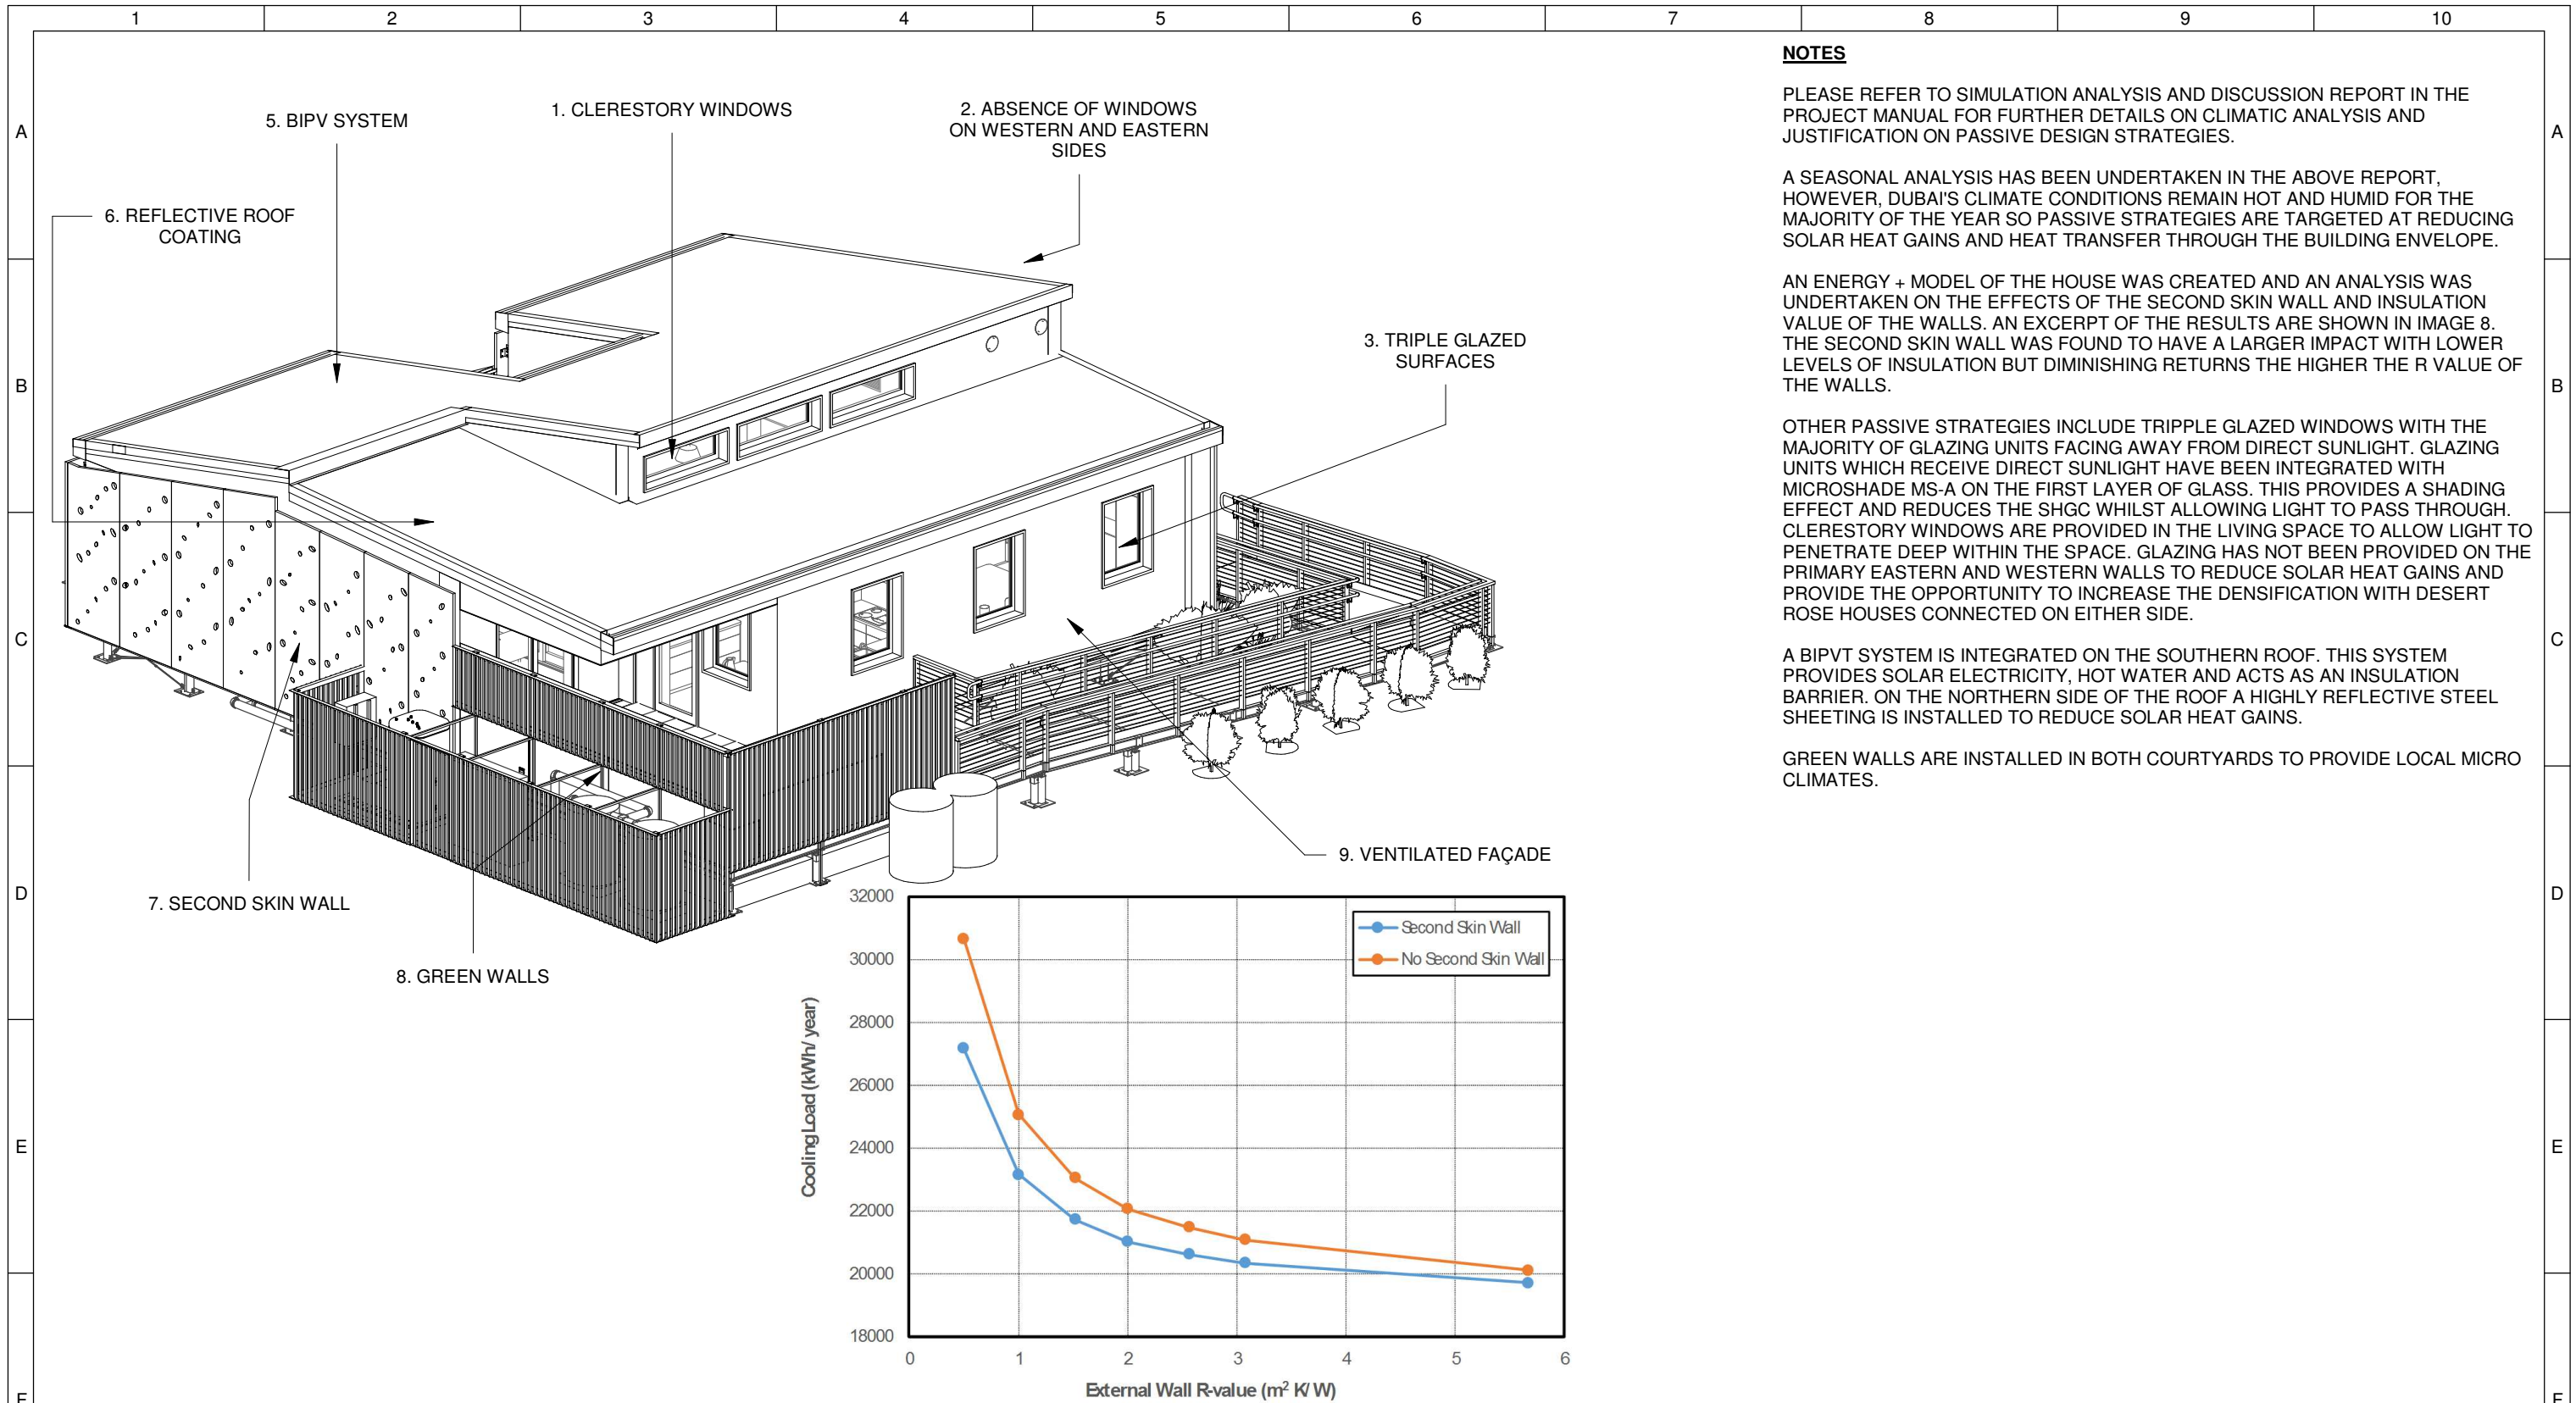 1 2 3 4 5 6 7 8 9 10
A
B
C
D
E
F
A
B
C
D
E
F
5. BIPV SYSTEM
1. CLERESTORY WINDOWS
2. ABSENCE OF WINDOWS
ON WESTERN AND EASTERN
SIDES
6. REFLECTIVE ROOF
COATING
3. TRIPLE GLAZED
SURFACES
9. VENTILATED FAÇADE
7. SECOND SKIN WALL
8. GREEN WALLS
NOTES
PLEASE REFER TO SIMULATION ANALYSIS AND DISCUSSION REPORT IN THE
PROJECT MANUAL FOR FURTHER DETAILS ON CLIMATIC ANALYSIS AND
JUSTIFICATION ON PASSIVE DESIGN STRATEGIES.
A SEASONAL ANALYSIS HAS BEEN UNDERTAKEN IN THE ABOVE REPORT,
HOWEVER, DUBAI'S CLIMATE CONDITIONS REMAIN HOT AND HUMID FOR THE
MAJORITY OF THE YEAR SO PASSIVE STRATEGIES ARE TARGETED AT REDUCING
SOLAR HEAT GAINS AND HEAT TRANSFER THROUGH THE BUILDING ENVELOPE.
AN ENERGY + MODEL OF THE HOUSE WAS CREATED AND AN ANALYSIS WAS
UNDERTAKEN ON THE EFFECTS OF THE SECOND SKIN WALL AND INSULATION
VALUE OF THE WALLS. AN EXCERPT OF THE RESULTS ARE SHOWN IN IMAGE 8.
THE SECOND SKIN WALL WAS FOUND TO HAVE A LARGER IMPACT WITH LOWER
LEVELS OF INSULATION BUT DIMINISHING RETURNS THE HIGHER THE R VALUE OF
THE WALLS.
OTHER PASSIVE STRATEGIES INCLUDE TRIPPLE GLAZED WINDOWS WITH THE
MAJORITY OF GLAZING UNITS FACING AWAY FROM DIRECT SUNLIGHT. GLAZING
UNITS WHICH RECEIVE DIRECT SUNLIGHT HAVE BEEN INTEGRATED WITH
MICROSHADE MS-A ON THE FIRST LAYER OF GLASS. THIS PROVIDES A SHADING
EFFECT AND REDUCES THE SHGC WHILST ALLOWING LIGHT TO PASS THROUGH.
CLERESTORY WINDOWS ARE PROVIDED IN THE LIVING SPACE TO ALLOW LIGHT TO
PENETRATE DEEP WITHIN THE SPACE. GLAZING HAS NOT BEEN PROVIDED ON THE
PRIMARY EASTERN AND WESTERN WALLS TO REDUCE SOLAR HEAT GAINS AND
PROVIDE THE OPPORTUNITY TO INCREASE THE DENSIFICATION WITH DESERT
ROSE HOUSES CONNECTED ON EITHER SIDE.
A BIPVT SYSTEM IS INTEGRATED ON THE SOUTHERN ROOF. THIS SYSTEM
PROVIDES SOLAR ELECTRICITY, HOT WATER AND ACTS AS AN INSULATION
BARRIER. ON THE NORTHERN SIDE OF THE ROOF A HIGHLY REFLECTIVE STEEL
SHEETING IS INSTALLED TO REDUCE SOLAR HEAT GAINS.
GREEN WALLS ARE INSTALLED IN BOTH COURTYARDS TO PROVIDE LOCAL MICRO
CLIMATES.
Second Skin Wall
No Second Skin Wall
Cooling Load (kWh/ year)
32000
30000
28000
26000
24000
22000
20000
18000
0 1 2 3 4 5 6
External Wall R-value (m² K/ W)